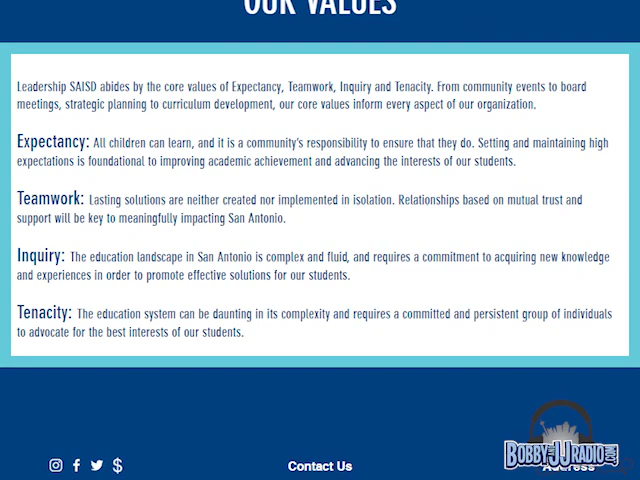 OUR VALUES
Leadership SAISD abides by the core values of Expectancy, Teamwork, Inquiry and Tenacity. From community events to board
meetings, strategic planning to curriculum development, our core values inform every aspect of our organization.
Expectancy: All children can learn, and it is a community's responsibility to ensure that they do. Setting and maintaining high
expectations is foundational to improving academic achievement and advancing the interests of our students.
Teamwork: Lasting solutions are neither created nor implemented in isolation. Relationships based on mutual trust and
support will be key to meaningfully impacting San Antonio.
Inquiry: The education landscape in San Antonio is complex and fluid, and requires a commitment to acquiring new knowledge
and experiences in order to promote effective solutions for our students.
Tenacity: The education system can be daunting in its complexity and requires a committed and persistent group of individuals
to advocate for the best interests of our students.
BOBBY AND JJ RADIO.COM
Contact Us
Address